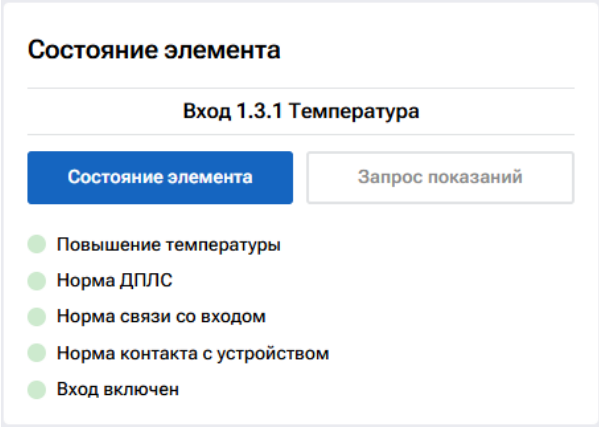 Состояние элемента
Вход 1.3.1 Температура
Состояние элемента
Запрос показаний
Повышение температуры
Норма ДПЛС
Норма связи со входом
Норма контакта с устройством
Вход включен